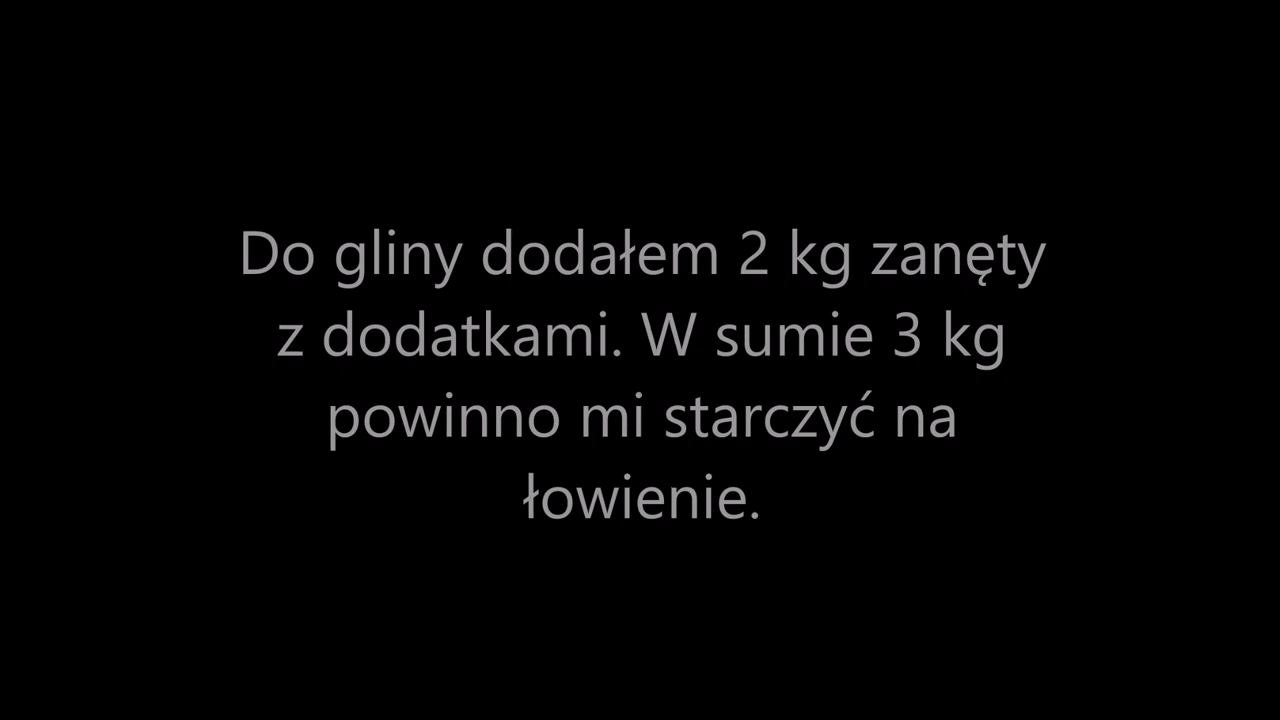 Do gliny dodałem 2 kg zanęty
z dodatkami. W sumie 3 kg
powinno mi starczyć na
łowienie.